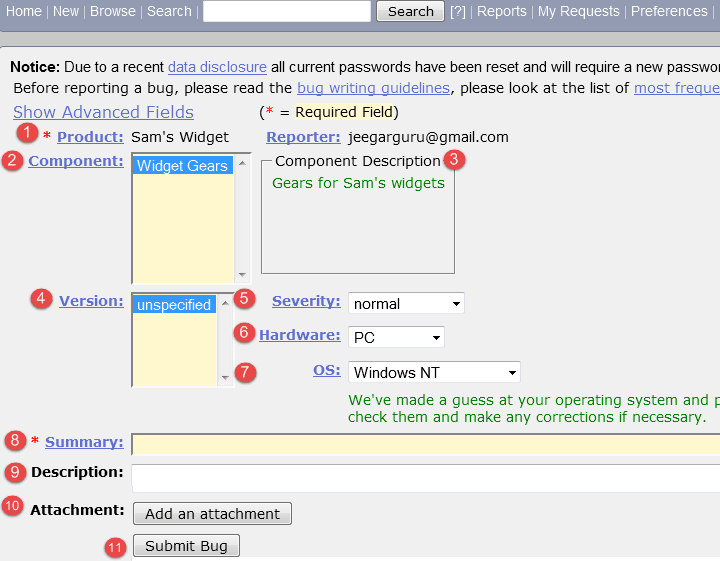 Home | New | Browse | Search | Search [?] | Reports | My Requests | Preferences |
Notice: Due to a recent data disclosure all current passwords have been reset and will require a new passwor
Before reporting a bug, please read the bug writing guidelines, please look at the list of most freque
Show Advanced Fields (* = Required Field)
1 * Product: Sam's Widget Reporter: jeegarguru@gmail.com
2 Component: Widget Gears Component Description 3
Gears for Sam's widgets
4 Version: unspecified 5 Severity: normal
6 Hardware: PC
7 OS: Windows NT
We've made a guess at your operating system and p
check them and make any corrections if necessary.
8 * Summary:
9 Description:
10 Attachment: Add an attachment
11 Submit Bug